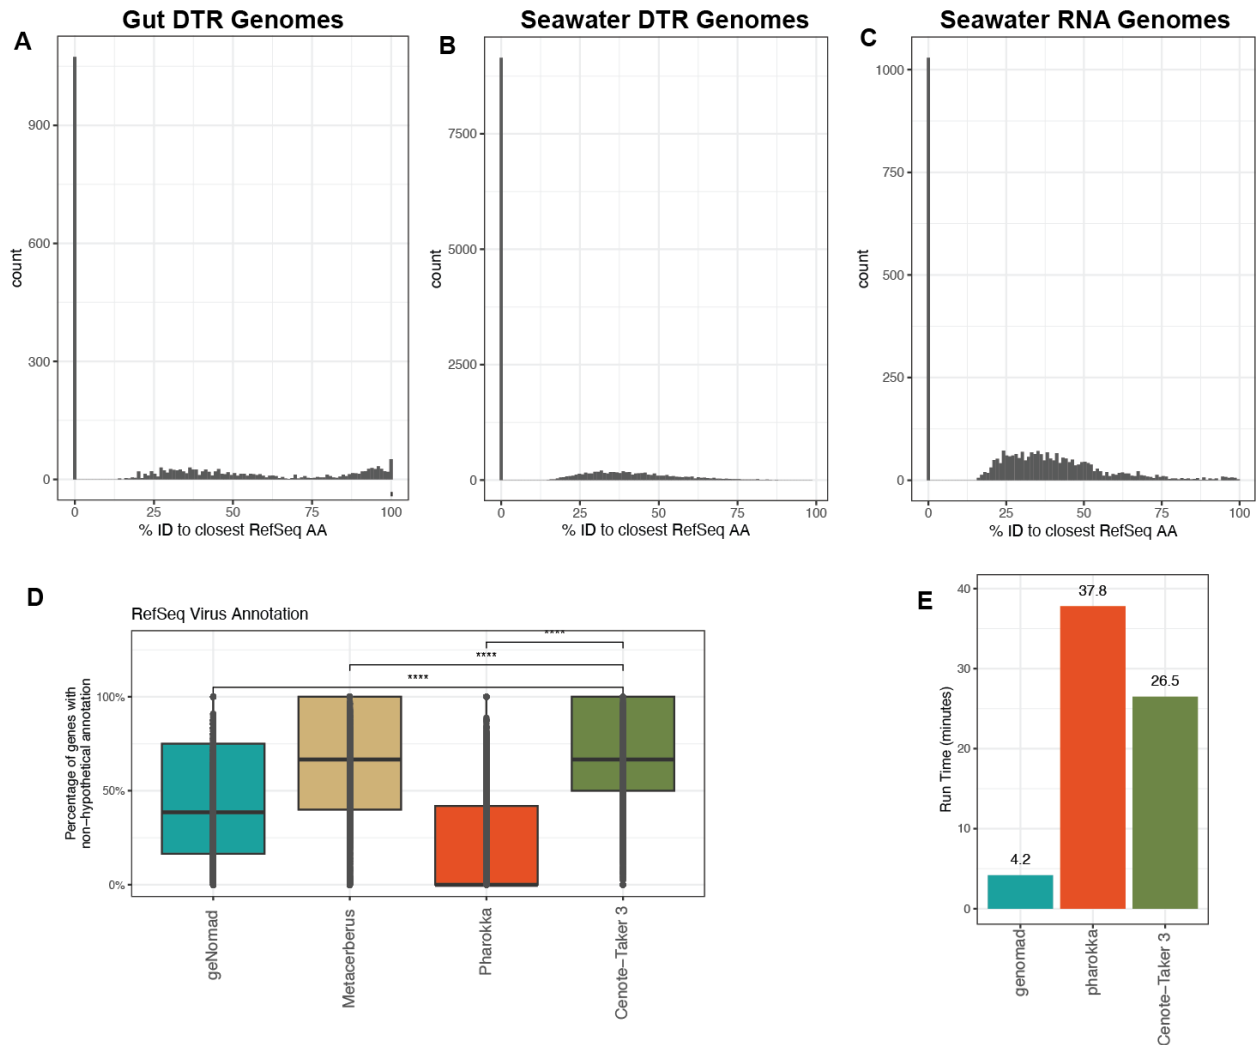 Gut DTR Genomes
Seawater DTR Genomes
Seawater RNA Genomes
A
B
C
900
600
300
0
count
0
25
50
75
100
% ID to closest RefSeq AA
7500
5000
2500
0
count
0
25
50
75
100
% ID to closest RefSeq AA
1000
750
500
250
0
count
0
25
50
75
100
% ID to closest RefSeq AA
D
RefSeq Virus Annotation
****
****
****
100%
50%
0%
Percentage of genes with
non-hypothetical annotation
geNomad
Metacerberus
Pharokka
Cenote-Taker 3
E
40
30
20
10
0
Run Time (minutes)
4.2
37.8
26.5
genomad
pharokka
Cenote-Taker 3